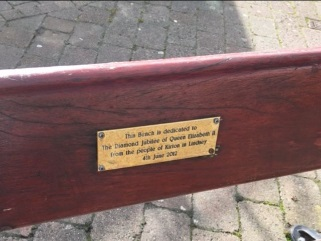 This Bench is dedicated to
The Diamond Jubilee of Queen Elizabeth II
from the people of Kirton in Lindsey
4th June 2012